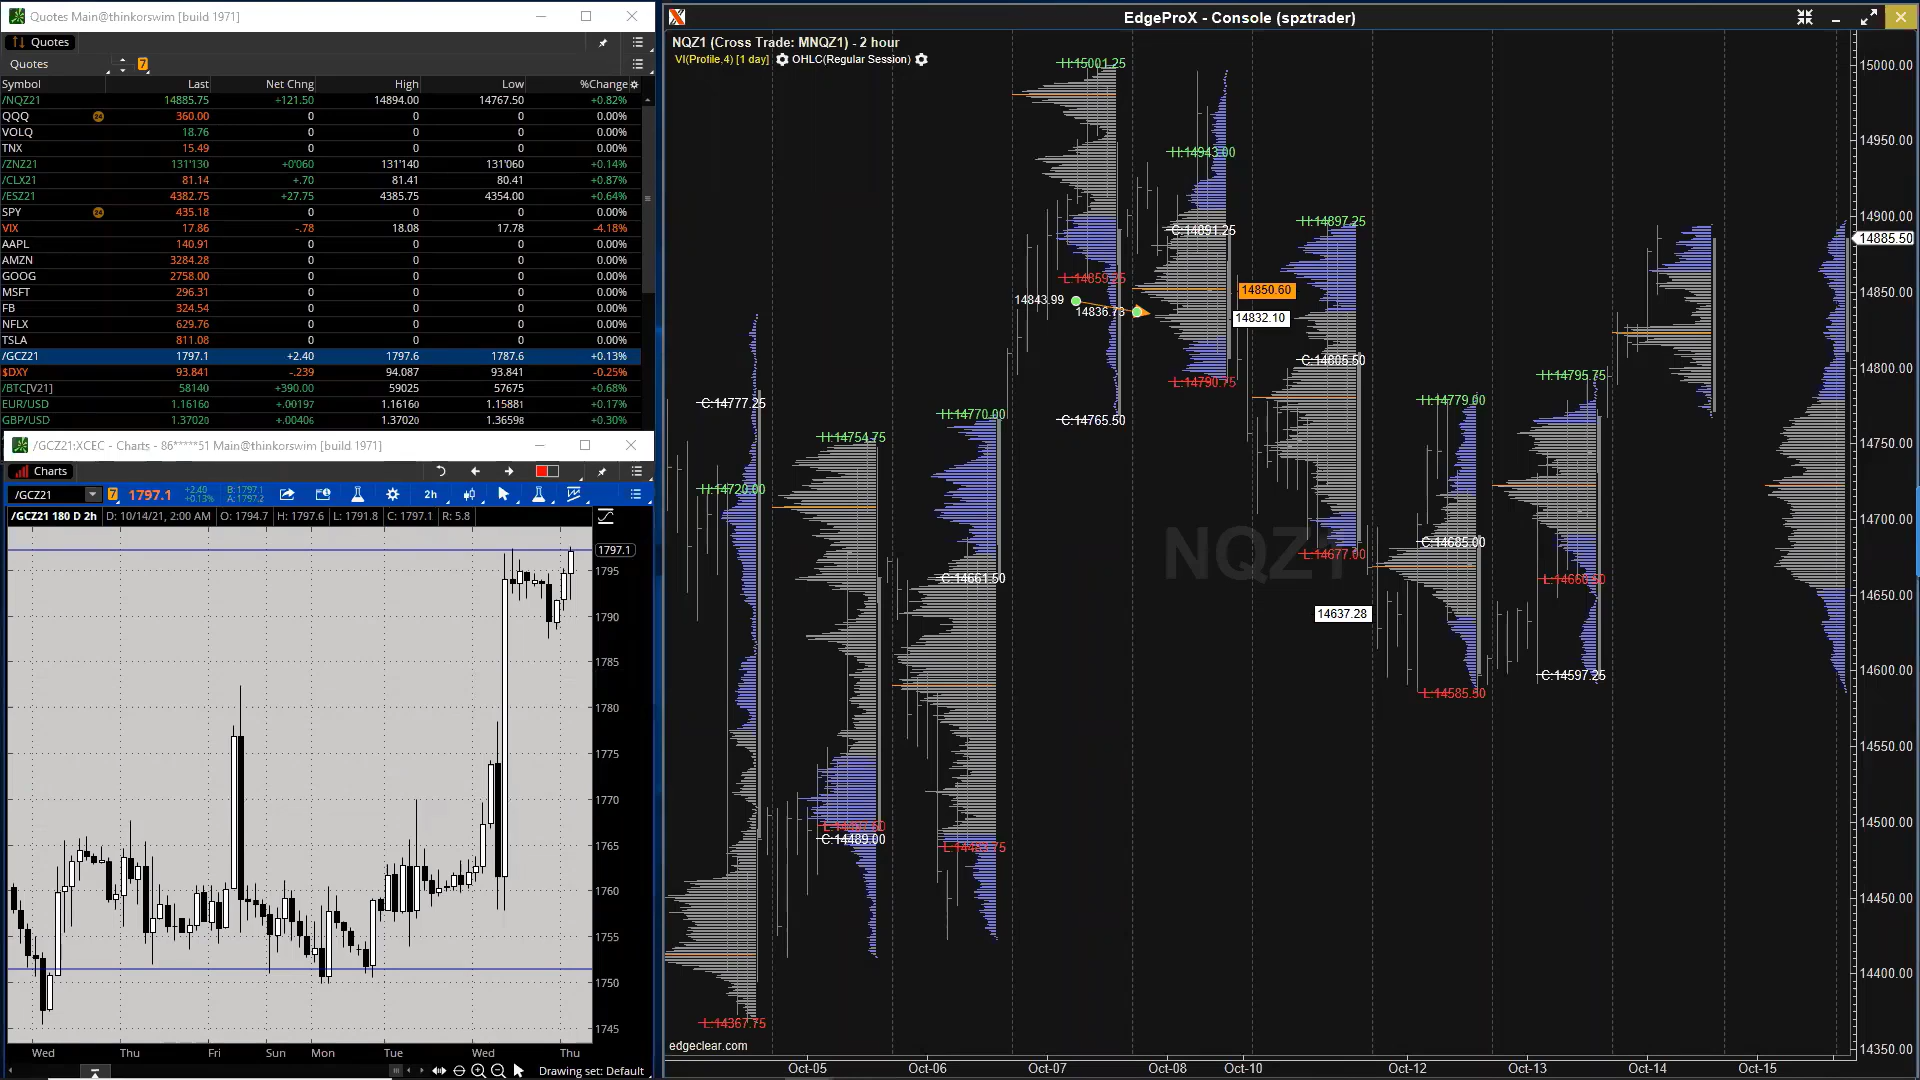 Quotes Main@thinkorswim [build 1971]
Quotes
Quotes 7
Symbol Last Net Chng High Low %Change
/NQZ21 14885.75 +121.50 14894.00 14767.50 +0.82%
QQQ 360.00 0 0 0 0.00%
VOLQ 18.76 0 0 0 0.00%
TNX 15.49 0 0 0 0.00%
/ZNZ21 131'130 +0'060 131'140 131'060 +0.14%
/CLX21 81.14 +.70 81.41 80.41 +0.87%
/ESZ21 4382.75 +27.75 4385.75 4354.00 +0.64%
SPY 435.18 0 0 0 0.00%
VIX 17.86 -.78 18.08 17.78 -4.18%
AAPL 140.91 0 0 0 0.00%
AMZN 3284.28 0 0 0 0.00%
GOOG 2758.00 0 0 0 0.00%
MSFT 296.31 0 0 0 0.00%
FB 324.54 0 0 0 0.00%
NFLX 629.76 0 0 0 0.00%
TSLA 811.08 0 0 0 0.00%
/GCZ21 1797.1 +2.40 1797.6 1787.6 +0.13%
$DXY 93.841 -.239 94.087 93.841 -0.25%
/BTC[V21] 58140 +390.00 59025 57675 +0.68%
EUR/USD 1.16160 +.00197 1.16160 1.15881 +0.17%
GBP/USD 1.37020 +.00406 1.37020 1.36598 +0.30%
/GCZ21:XCEC - Charts - 86*****51 Main@thinkorswim [build 1971]
Charts
/GCZ21 7 1797.1 +2.40 +0.13% B: 1797.1 A: 1797.2 2h
/GCZ21 180 D 2h D: 10/14/21, 2:00 AM O: 1794.7 H: 1797.6 L: 1791.8 C: 1797.1 R: 5.8
1797.1
1795
1790
1785
1780
1775
1770
1765
1760
1755
1750
1745
Wed Thu Fri Sun Mon Tue Wed Thu
Drawing set: Default
EdgeProX - Console (spztrader)
NQZ1 (Cross Trade: MNQZ1) - 2 hour
VI(Profile,4) [1 day] OHLC(Regular Session)
H:15001.25
H:14943.00
H:14897.25
C:14891.25
L:14859.25
14850.60
14843.99
14836.73
14832.10
C:14805.50
L:14790.75
H:14795.75
C:14777.25
H:14779.00
H:14770.00
C:14765.50
H:14754.75
H:14720.00
NQZ1
C:14685.00
L:14677.00
C:14661.50
14637.28
C:14597.25
L:14585.50
C:14489.00
L:14367.75
edgeclear.com
15000.00
14950.00
14900.00
14885.50
14850.00
14800.00
14750.00
14700.00
14650.00
14600.00
14550.00
14500.00
14450.00
14400.00
14350.00
Oct-05 Oct-06 Oct-07 Oct-08 Oct-10 Oct-12 Oct-13 Oct-14 Oct-15